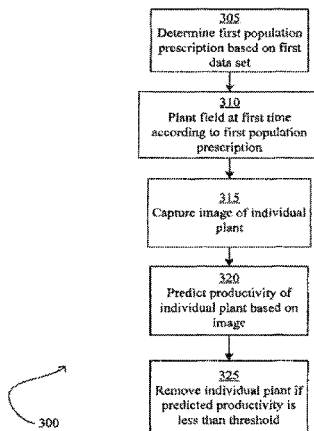 305
Determine first population
prescription based on first
data set
310
Plant field at first time
according to first population
prescription
315
Capture image of individual
plant
320
Predict productivity of
individual plant based on
image
325
Remove individual plant if
predicted productivity is
less than threshold
300